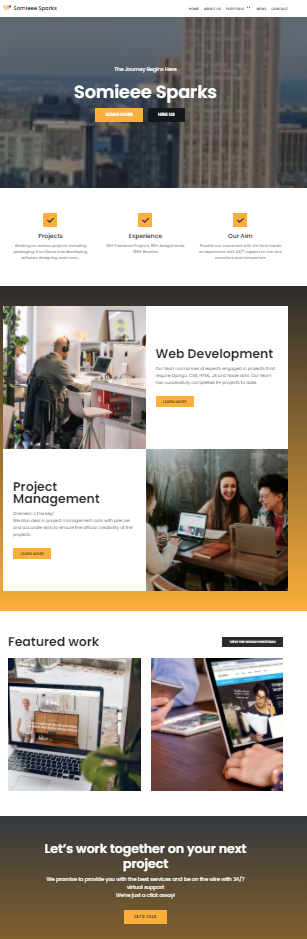 Somieee Sparks
HOME ABOUT US PORTFOLIO NEWS CONTACT
The Journey Begins Here
Somieee Sparks
LEARN MORE HERE US
Projects
Working on various projects including,
packaging, front/back end developing,
software designing and more...
Experience
25+ Freelance Projects, 50+ Assignments,
100+ Reviews
Our Aim
Provide our customers with the best hands
on experience with 24/7 support on the wire
anywhere and everywhere
Web Development
Our team comprises of experts engaged in projects that
require Django, CSS, HTML, JS and Node skills. Our team
has successfully completed 8+ projects to date.
LEARN MORE
Project
Management
Oneness is the key!
We also deal in project management calls with precise
and accurate skills to ensure the official credibility of the
projects.
LEARN MORE
Featured work
VIEW THE WHOLE PORTFOLIO
Let's work together on your next
project
We promise to provide you with the best services and be on the wire with 24/7
virtual support
We're just a click away!
LET'S TALK